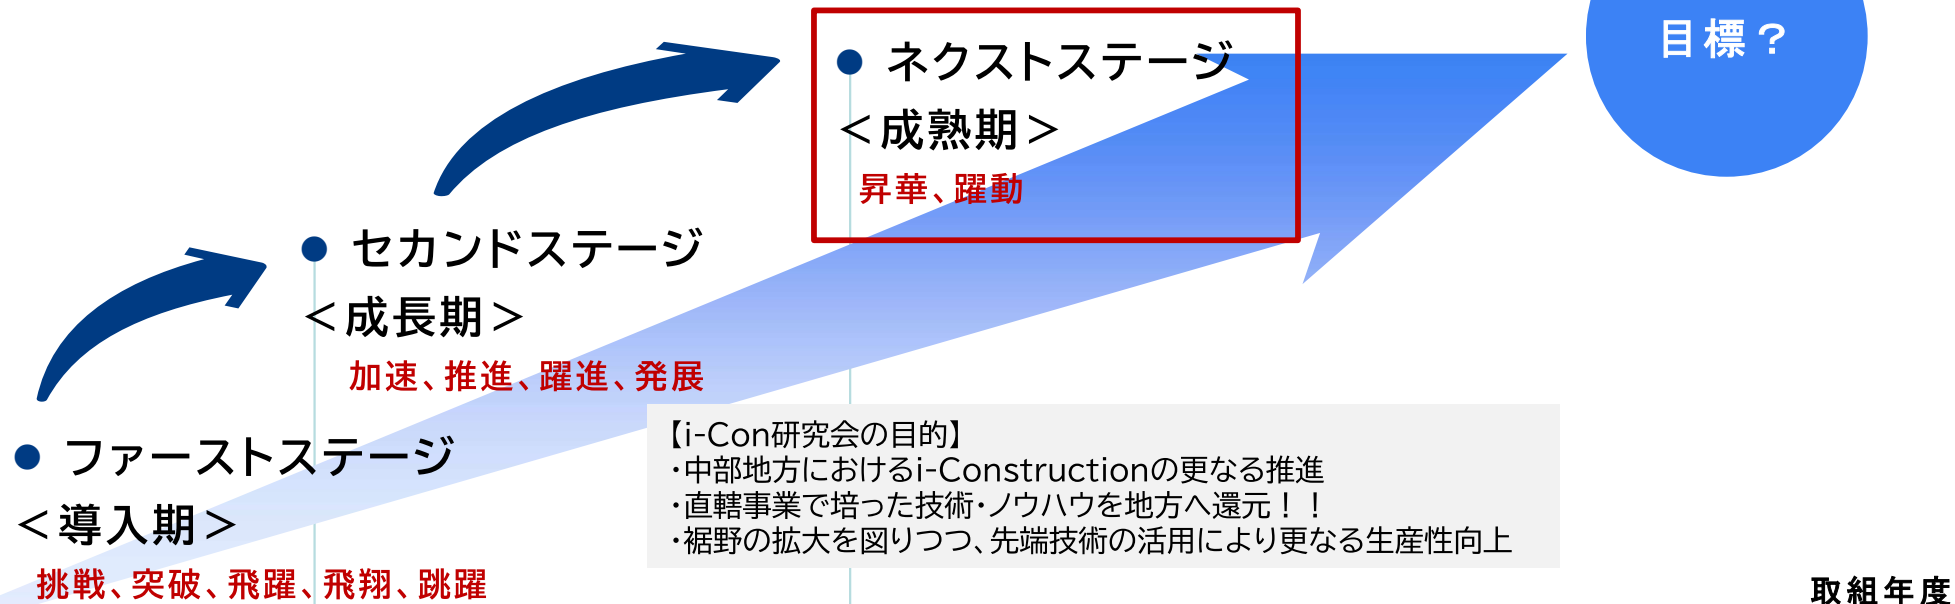 目標？
ネクストステージ
＜成熟期＞
昇華、躍動
セカンドステージ
＜成長期＞
加速、推進、躍進、発展
ファーストステージ
＜導入期＞
挑戦、突破、飛躍、飛翔、跳躍
【i-Con研究会の目的】
・中部地方におけるi-Constructionの更なる推進
・直轄事業で培った技術・ノウハウを地方へ還元！！
・裾野の拡大を図りつつ、先端技術の活用により更なる生産性向上
取組年度